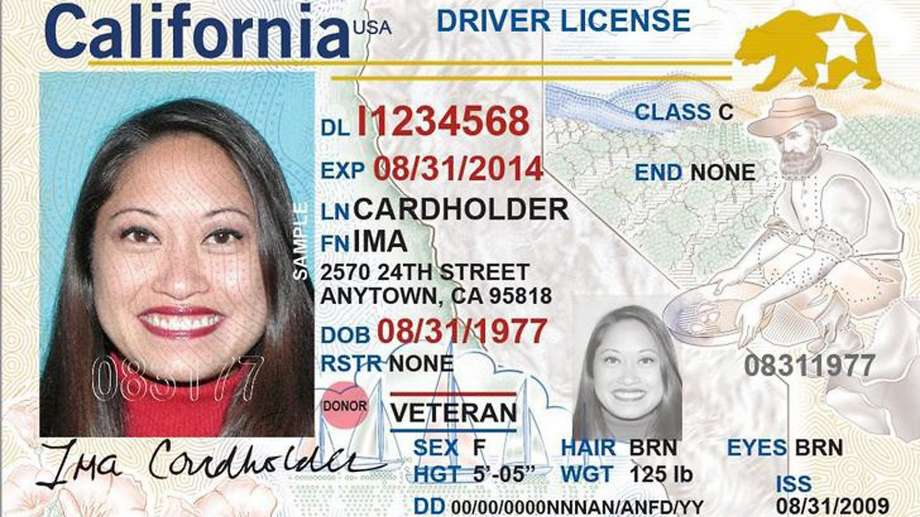 California USA
DRIVER LICENSE
DL I1234568
CLASS C
EXP 08/31/2014
END NONE
LN CARDHOLDER
FN IMA
2570 24TH STREET
ANYTOWN, CA 95818
DOB 08/31/1977
RSTR NONE
08311977
SAMPLE
083177
DONOR
VETERAN
Ima Cardholder
SEX F HAIR BRN EYES BRN
HGT 5'-05" WGT 125 lb
ISS
DD 00/00/0000NNNAN/ANFD/YY
08/31/2009